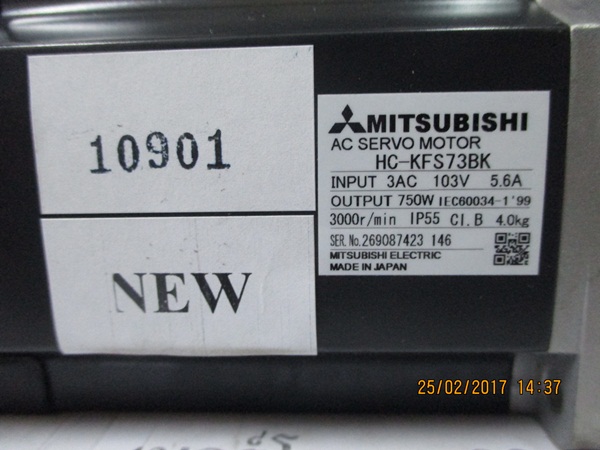 10901
NEW
MITSUBISHI
AC SERVO MOTOR
HC-KFS73BK
INPUT 3AC 103V 5.6A
OUTPUT 750W IEC60034-1'99
3000r/min IP55 CI.B 4.0kg
SER.No.269087423 146
MITSUBISHI ELECTRIC
MADE IN JAPAN
25/02/2017 14:37